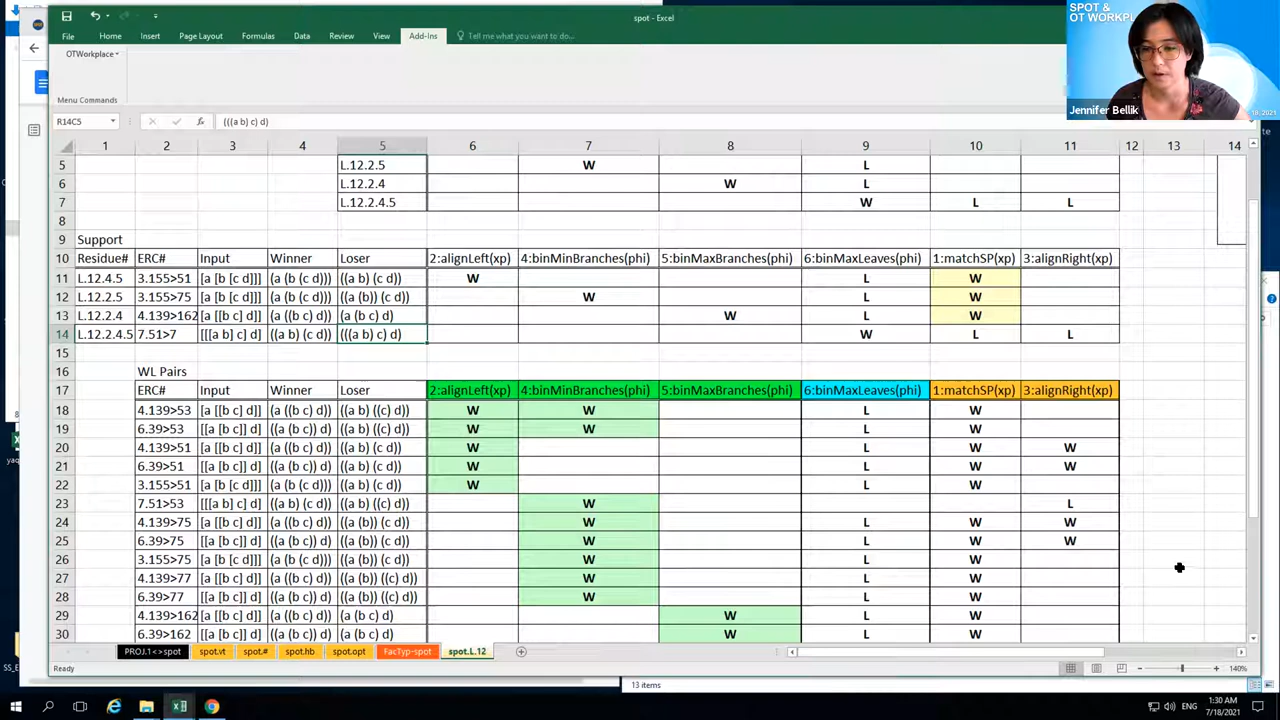 spot - Excel
SPOT &
OT WORKPL
File Home Insert Page Layout Formulas Data Review View Add-Ins Tell me what you want to do...
OTWorkplace
Menu Commands
Jennifer Bellik
18, 2021
R14C5 (((a b) c) d)
1 2 3 4 5 6 7 8 9 10 11 12 13 14
5 L.12.2.5 W L
6 L.12.2.4 W L
7 L.12.2.4.5 W L L
8
9 Support
10 Residue# ERC# Input Winner Loser 2:alignLeft(xp) 4:binMinBranches(phi) 5:binMaxBranches(phi) 6:binMaxLeaves(phi) 1:matchSP(xp) 3:alignRight(xp)
11 L.12.4.5 3.155>51 [a [b [c d]]] (a (b (c d))) ((a b) (c d)) W L W
12 L.12.2.5 3.155>75 [a [b [c d]]] (a (b (c d))) ((a (b)) (c d)) W L W
13 L.12.2.4 4.139>162 [a [[b c] d]] (a ((b c) d)) (a (b c) d) W L W
14 L.12.2.4.5 7.51>7 [[[a b] c] d] ((a b) (c d)) (((a b) c) d) W L L
15
16 WL Pairs
17 ERC# Input Winner Loser 2:alignLeft(xp) 4:binMinBranches(phi) 5:binMaxBranches(phi) 6:binMaxLeaves(phi) 1:matchSP(xp) 3:alignRight(xp)
18 4.139>53 [a [[b c] d]] (a ((b c) d)) ((a b) ((c) d)) W W L W
19 6.39>53 [[a [b c]] d] ((a (b c)) d) ((a b) ((c) d)) W W L W
20 4.139>51 [a [[b c] d]] (a ((b c) d)) ((a b) (c d)) W L W W
21 6.39>51 [[a [b c]] d] ((a (b c)) d) ((a b) (c d)) W L W W
22 3.155>51 [a [b [c d]]] (a (b (c d))) ((a b) (c d)) W L W
23 7.51>53 [[[a b] c] d] ((a b) (c d)) ((a b) ((c) d)) W L
24 4.139>75 [a [[b c] d]] (a ((b c) d)) ((a (b)) (c d)) W L W W
25 6.39>75 [[a [b c]] d] ((a (b c)) d) ((a (b)) (c d)) W L W W
26 3.155>75 [a [b [c d]]] (a (b (c d))) ((a (b)) (c d)) W L W
27 4.139>77 [a [[b c] d]] (a ((b c) d)) ((a (b)) ((c) d)) W L W
28 6.39>77 [[a [b c]] d] ((a (b c)) d) ((a (b)) ((c) d)) W L W
29 4.139>162 [a [[b c] d]] (a ((b c) d)) (a (b c) d) W L W
30 6.39>162 [[a [b c]] d] ((a (b c)) d) (a (b c) d) W L W
PROJ.1<>spot spot.vt spot.# spot.hb spot.opt FacTyp-spot spot.L.12
Ready 140%
13 items
ENG 1:30 AM
7/18/2021